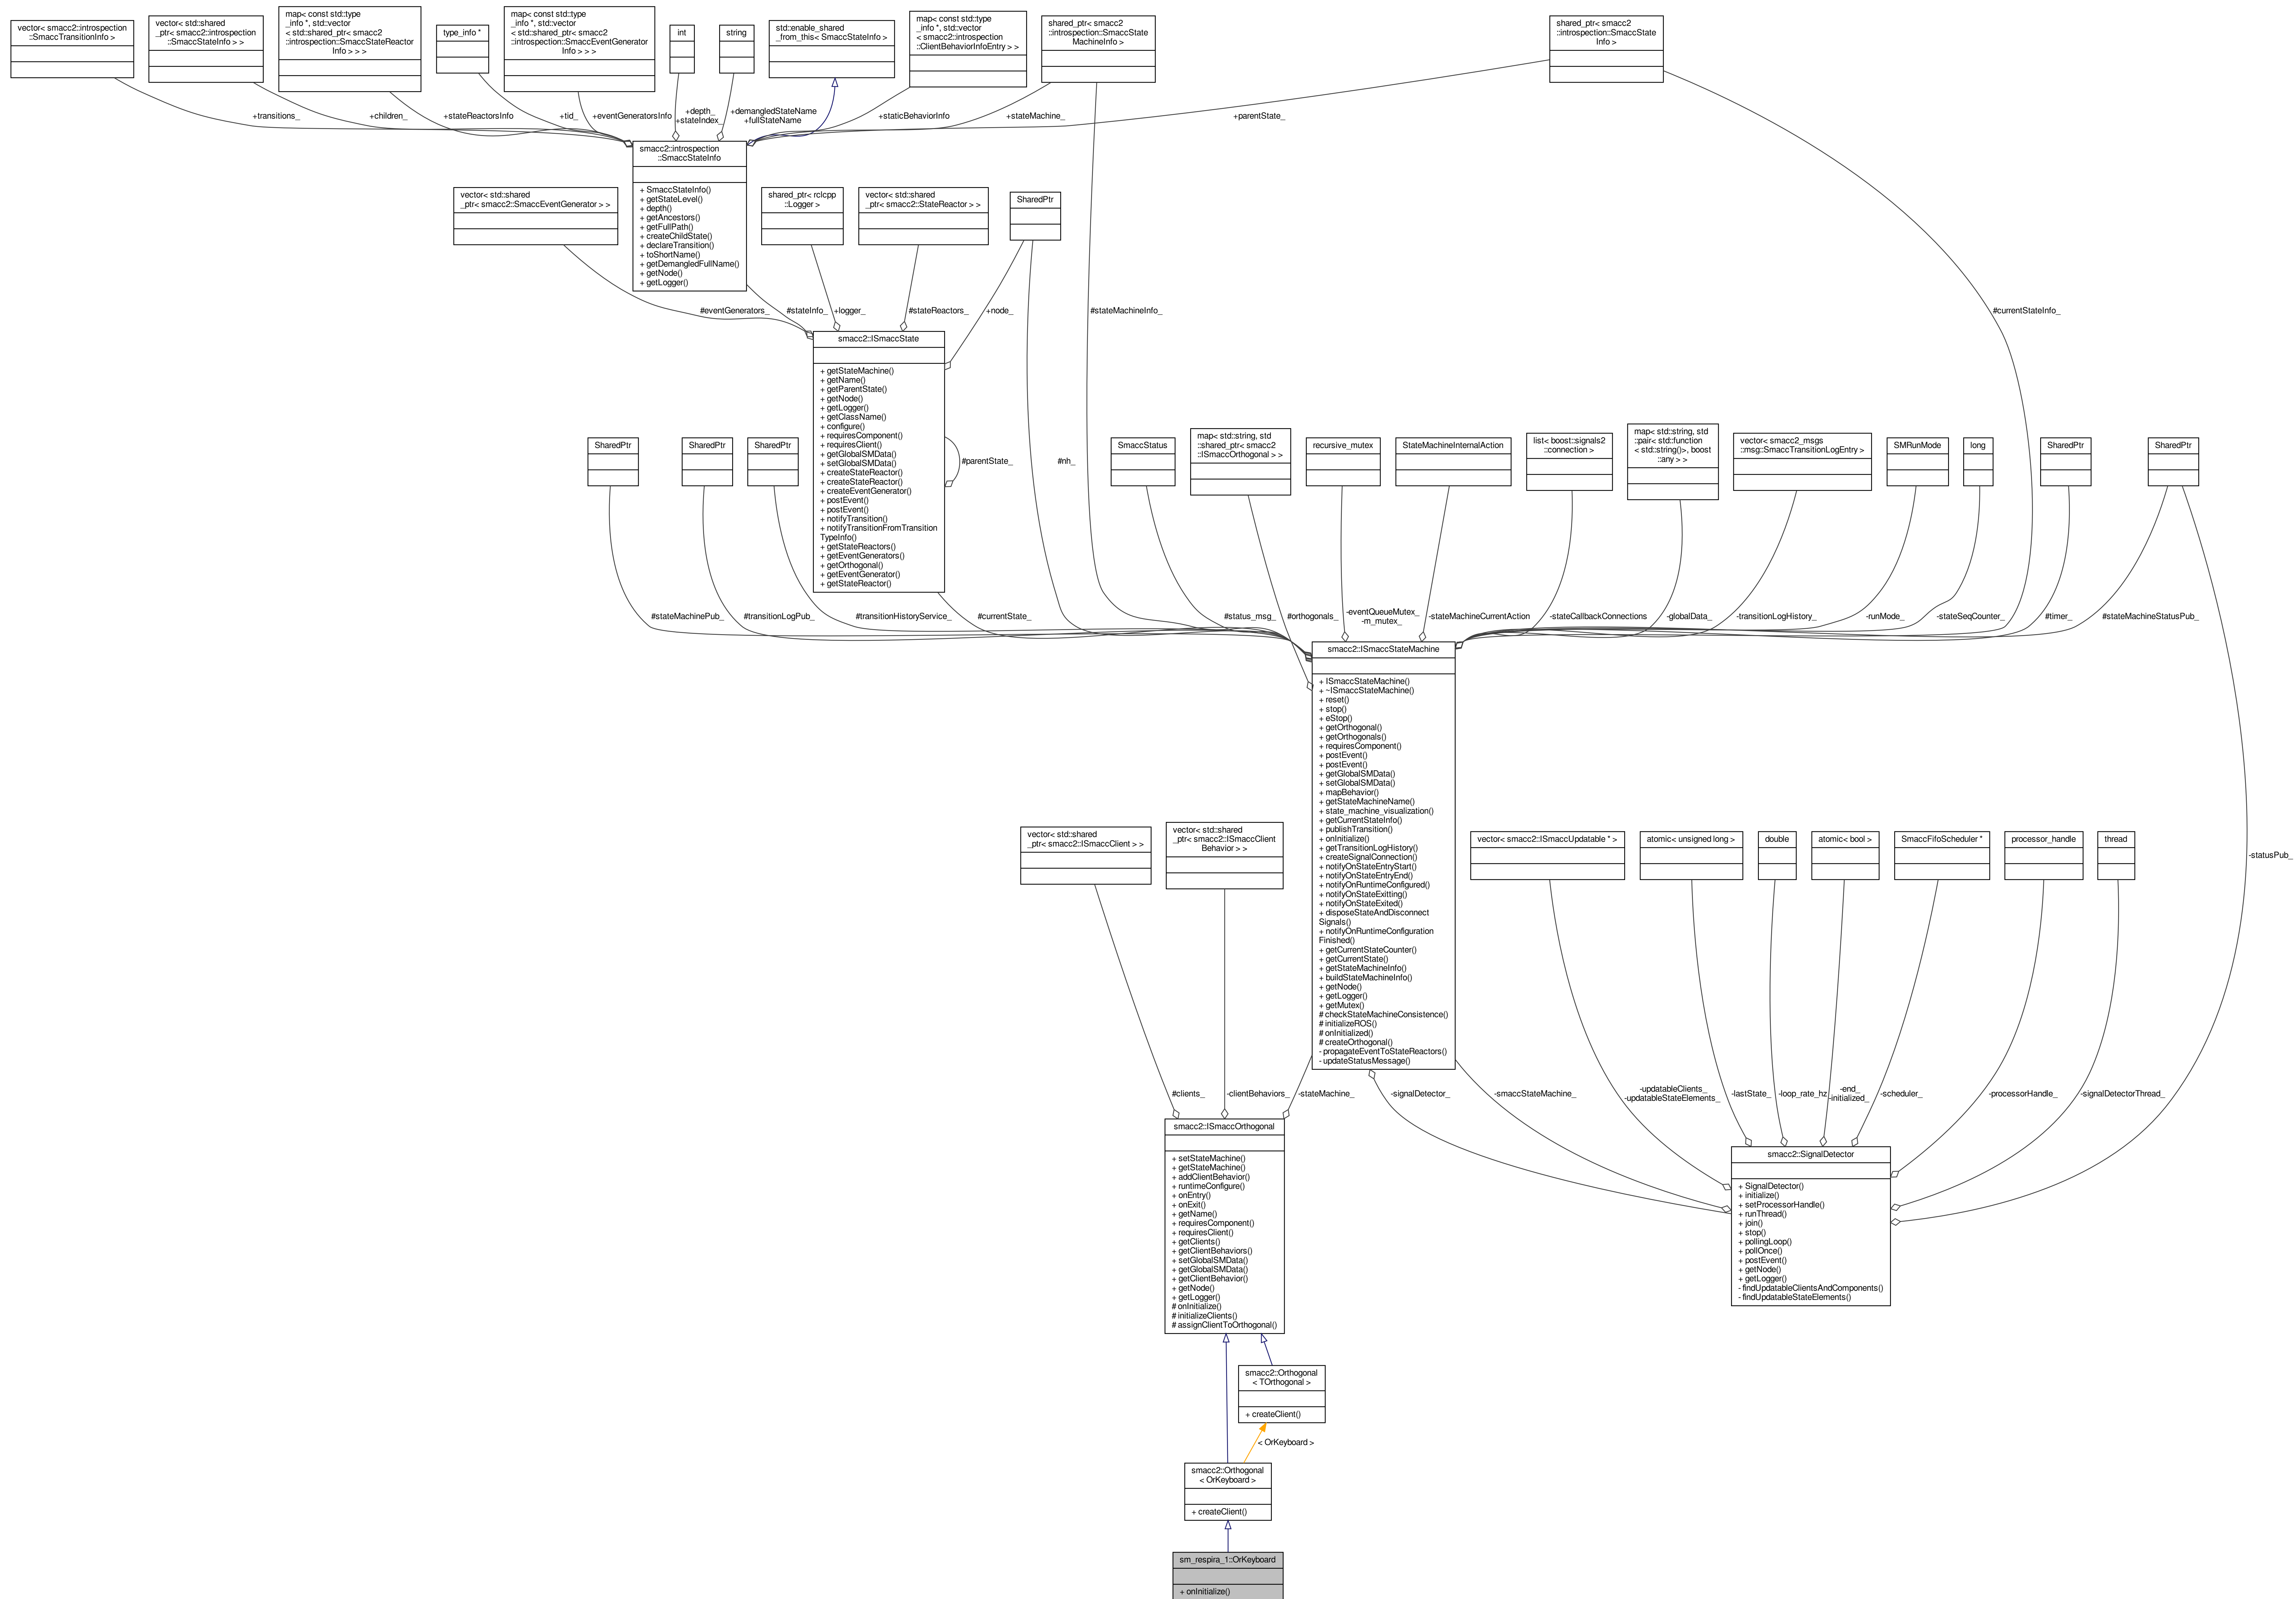 vector< smacc2::introspection
::SmaccTransitionInfo >
vector< std::shared
_ptr< smacc2::introspection
::SmaccStateInfo > >
map< const std::type
_info *, std::vector
< std::shared_ptr< smacc2
::introspection::SmaccStateReactor
Info > > >
type_info *
map< const std::type
_info *, std::vector
< std::shared_ptr< smacc2
::introspection::SmaccEventGenerator
Info > > >
int
string
std::enable_shared
_from_this< SmaccStateInfo >
map< const std::type
_info *, std::vector
< smacc2::introspection
::ClientBehaviorInfoEntry > >
shared_ptr< smacc2
::introspection::SmaccState
MachineInfo >
shared_ptr< smacc2
::introspection::SmaccState
Info >
+transitions_
+children_
+stateReactorsInfo
+tid_
+eventGeneratorsInfo
+depth_
+stateIndex_
+demangledStateName
+fullStateName
+staticBehaviorInfo
+stateMachine_
+parentState_
smacc2::introspection
::SmaccStateInfo
+ SmaccStateInfo()
+ getStateLevel()
+ depth()
+ getAncestors()
+ getFullPath()
+ createChildState()
+ declareTransition()
+ toShortName()
+ getDemangledFullName()
+ getNode()
+ getLogger()
vector< std::shared
_ptr< smacc2::SmaccEventGenerator > >
shared_ptr< rclcpp
::Logger >
vector< std::shared
_ptr< smacc2::StateReactor > >
SharedPtr
#eventGenerators_
#stateInfo_
+logger_
#stateReactors_
+node_
#stateMachineInfo_
#currentStateInfo_
smacc2::ISmaccState
+ getStateMachine()
+ getName()
+ getParentState()
+ getNode()
+ getLogger()
+ getClassName()
+ configure()
+ requiresComponent()
+ requiresClient()
+ getGlobalSMData()
+ setGlobalSMData()
+ createStateReactor()
+ createStateReactor()
+ createEventGenerator()
+ postEvent()
+ postEvent()
+ notifyTransition()
+ notifyTransitionFromTransition
TypeInfo()
+ getStateReactors()
+ getEventGenerators()
+ getOrthogonal()
+ getEventGenerator()
+ getStateReactor()
#parentState_
#nh_
SharedPtr
SharedPtr
SharedPtr
SmaccStatus
map< std::string, std
::shared_ptr< smacc2
::ISmaccOrthogonal > >
recursive_mutex
StateMachineInternalAction
list< boost::signals2
::connection >
map< std::string, std
::pair< std::function
< std::string()>, boost
::any > >
vector< smacc2_msgs
::msg::SmaccTransitionLogEntry >
SMRunMode
long
SharedPtr
SharedPtr
#stateMachinePub_
#transitionLogPub_
#transitionHistoryService_
#currentState_
#status_msg_
#orthogonals_
-eventQueueMutex_
-m_mutex_
-stateMachineCurrentAction
-stateCallbackConnections
-globalData_
-transitionLogHistory_
-runMode_
-stateSeqCounter_
#timer_
#stateMachineStatusPub_
smacc2::ISmaccStateMachine
+ ISmaccStateMachine()
+ ~ISmaccStateMachine()
+ reset()
+ stop()
+ eStop()
+ getOrthogonal()
+ getOrthogonals()
+ requiresComponent()
+ postEvent()
+ postEvent()
+ getGlobalSMData()
+ setGlobalSMData()
+ mapBehavior()
+ getStateMachineName()
+ state_machine_visualization()
+ getCurrentStateInfo()
+ publishTransition()
+ onInitialize()
+ getTransitionLogHistory()
+ createSignalConnection()
+ notifyOnStateEntryStart()
+ notifyOnStateEntryEnd()
+ notifyOnRuntimeConfigured()
+ notifyOnStateExitting()
+ notifyOnStateExited()
+ disposeStateAndDisconnect
Signals()
+ notifyOnRuntimeConfiguration
Finished()
+ getCurrentStateCounter()
+ getCurrentState()
+ getStateMachineInfo()
+ buildStateMachineInfo()
+ getNode()
+ getLogger()
+ getMutex()
# checkStateMachineConsistence()
# initializeROS()
# onInitialized()
# createOrthogonal()
- propagateEventToStateReactors()
- updateStatusMessage()
vector< std::shared
_ptr< smacc2::ISmaccClient > >
vector< std::shared
_ptr< smacc2::ISmaccClient
Behavior > >
vector< smacc2::ISmaccUpdatable * >
atomic< unsigned long >
double
atomic< bool >
SmaccFifoScheduler *
processor_handle
thread
-statusPub_
#clients_
-clientBehaviors_
-stateMachine_
-signalDetector_
-smaccStateMachine_
-updatableClients_
-updatableStateElements_
-lastState_
-loop_rate_hz
-end_
-initialized_
-scheduler_
-processorHandle_
-signalDetectorThread_
smacc2::ISmaccOrthogonal
+ setStateMachine()
+ getStateMachine()
+ addClientBehavior()
+ runtimeConfigure()
+ onEntry()
+ onExit()
+ getName()
+ requiresComponent()
+ requiresClient()
+ getClients()
+ getClientBehaviors()
+ setGlobalSMData()
+ getGlobalSMData()
+ getClientBehavior()
+ getNode()
+ getLogger()
# onInitialize()
# initializeClients()
# assignClientToOrthogonal()
smacc2::SignalDetector
+ SignalDetector()
+ initialize()
+ setProcessorHandle()
+ runThread()
+ join()
+ stop()
+ pollingLoop()
+ pollOnce()
+ postEvent()
+ getNode()
+ getLogger()
- findUpdatableClientsAndComponents()
- findUpdatableStateElements()
smacc2::Orthogonal
< TOrthogonal >
+ createClient()
< OrKeyboard >
smacc2::Orthogonal
< OrKeyboard >
+ createClient()
sm_respira_1::OrKeyboard
+ onInitialize()